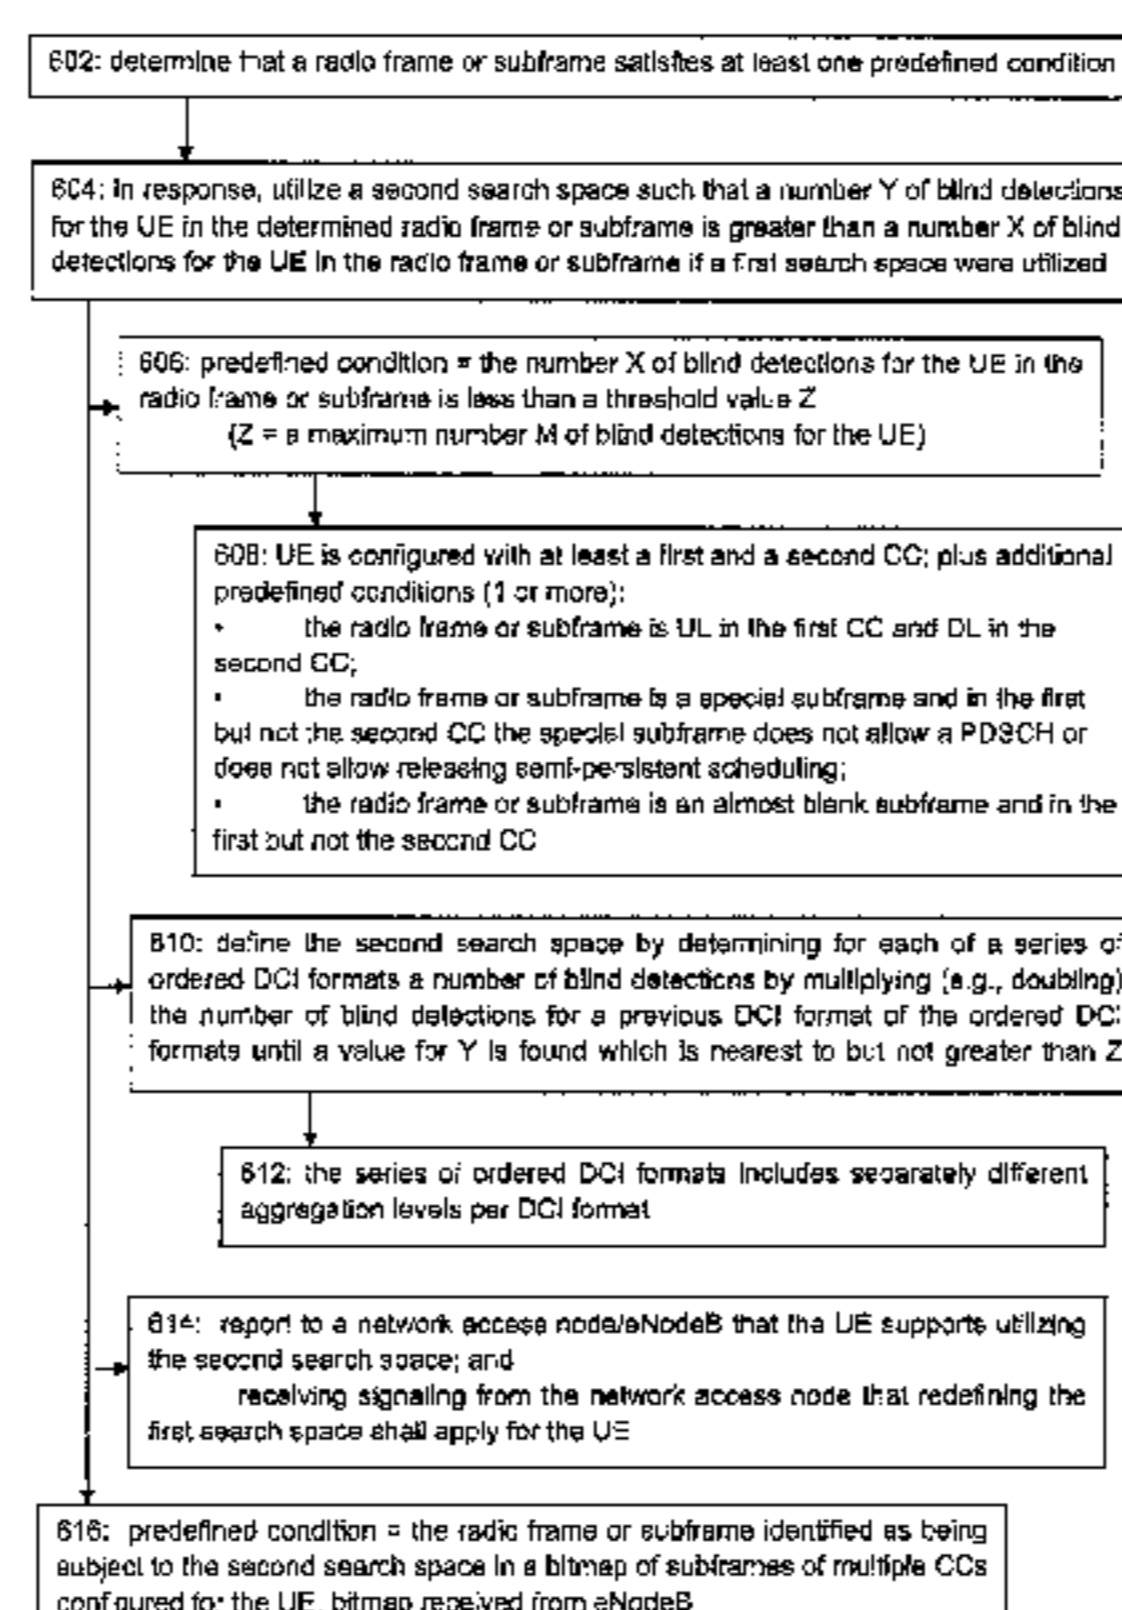 602: determine that a radio frame or subframe satisfies at least one predefined condition
604: In response, utilize a second search space such that a number Y of blind detections
for the UE in the determined radio frame or subframe is greater than a number X of blind
detections for the UE in the radio frame or subframe if a first search space were utilized
606: predefined condition = the number X of blind detections for the UE in the
radio frame or subframe is less than a threshold value Z
(Z = a maximum number M of blind detections for the UE)
608: UE is configured with at least a first and a second CC; plus additional
predefined conditions (1 or more):
• the radio frame or subframe is UL in the first CC and DL in the
second CC;
• the radio frame or subframe is a special subframe and in the first
but not the second CC the special subframe does not allow a PDSCH or
does not allow releasing semi-persistent scheduling;
• the radio frame or subframe is an almost blank subframe and in the
first but not the second CC
610: define the second search space by determining for each of a series of
ordered DCI formats a number of blind detections by multiplying (e.g., doubling)
the number of blind detections for a previous DCI format of the ordered DCI
formats until a value for Y is found which is nearest to but not greater than Z
612: the series of ordered DCI formats includes separately different
aggregation levels per DCI format
614: report to a network access node/eNodeB that the UE supports utilizing
the second search space; and
receiving signaling from the network access node that redefining the
first search space shall apply for the UE
616: predefined condition = the radio frame or subframe identified as being
subject to the second search space in a bitmap of subframes of multiple CCs
configured for the UE, bitmap received from eNodeB